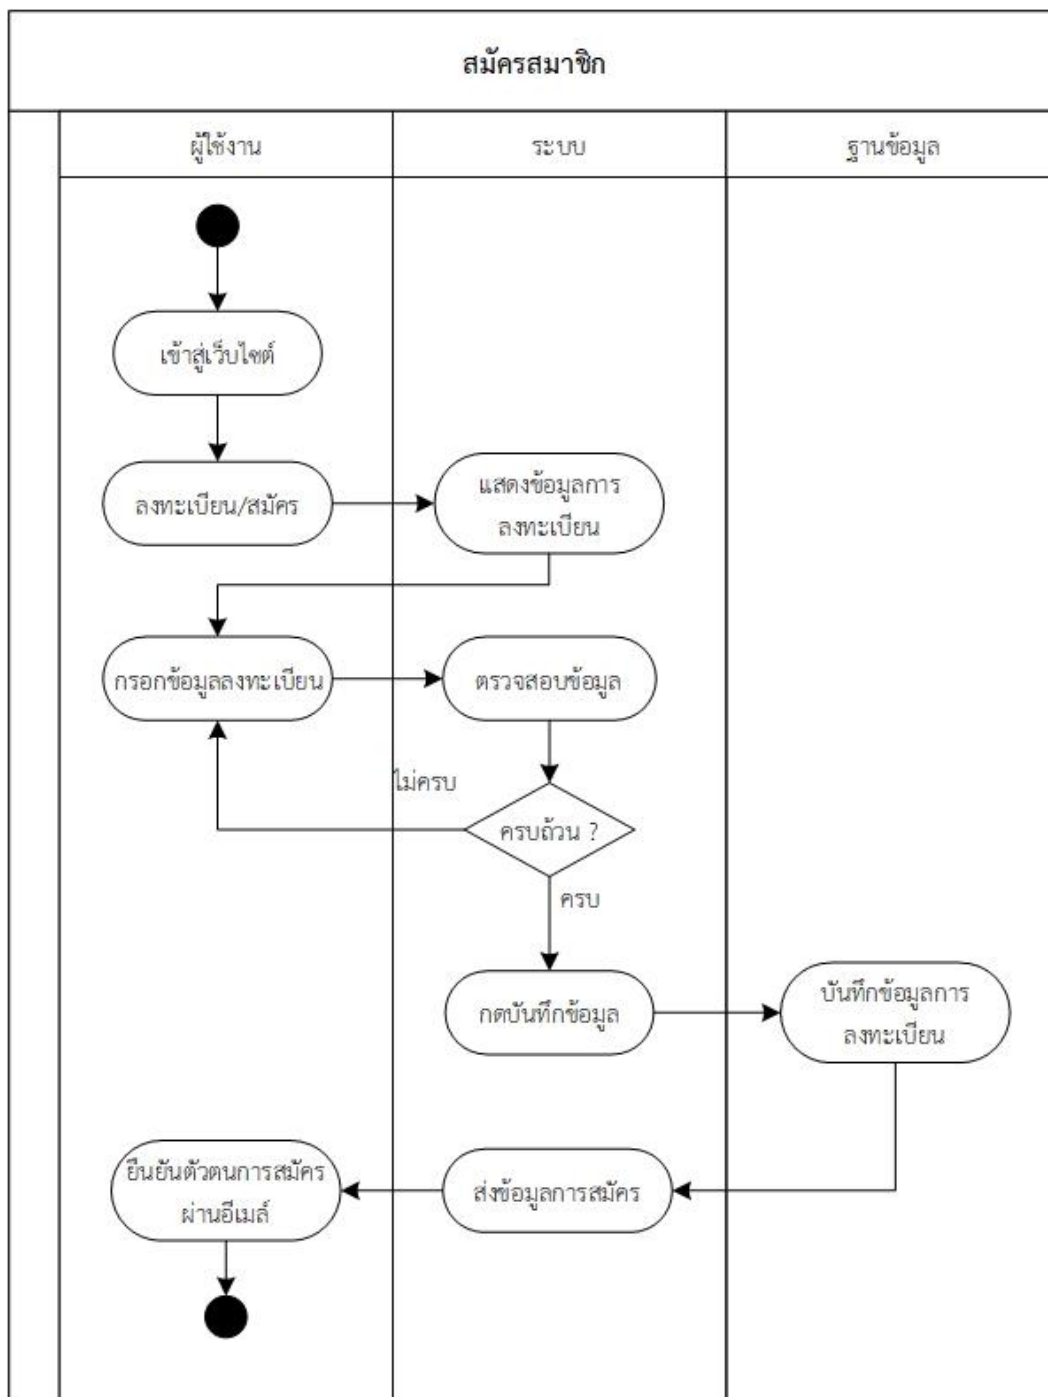 สมัครสมาชิก
ผู้ใช้งาน
ระบบ
ฐานข้อมูล
เข้าสู่เว็บไซต์
ลงทะเบียน/สมัคร
แสดงข้อมูลการ
ลงทะเบียน
กรอกข้อมูลลงทะเบียน
ตรวจสอบข้อมูล
ไม่ครบ
ครบถ้วน ?
ครบ
กดบันทึกข้อมูล
บันทึกข้อมูลการ
ลงทะเบียน
ยืนยันตัวตนการสมัคร
ผ่านอีเมล์
ส่งข้อมูลการสมัคร